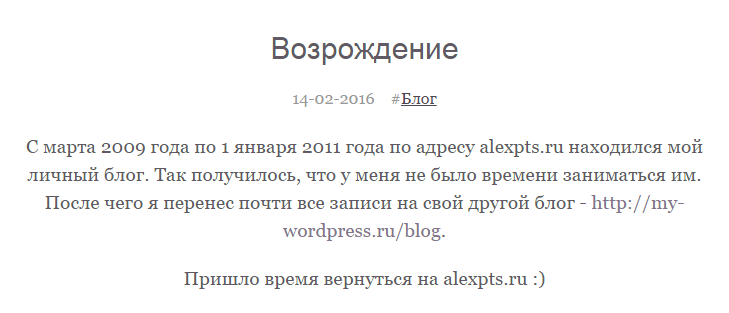 Возрождение
14-02-2016 #Блог
С марта 2009 года по 1 января 2011 года по адресу alexpts.ru находился мой
личный блог. Так получилось, что у меня не было времени заниматься им.
После чего я перенес почти все записи на свой другой блог - http://my-
wordpress.ru/blog.
Пришло время вернуться на alexpts.ru :)